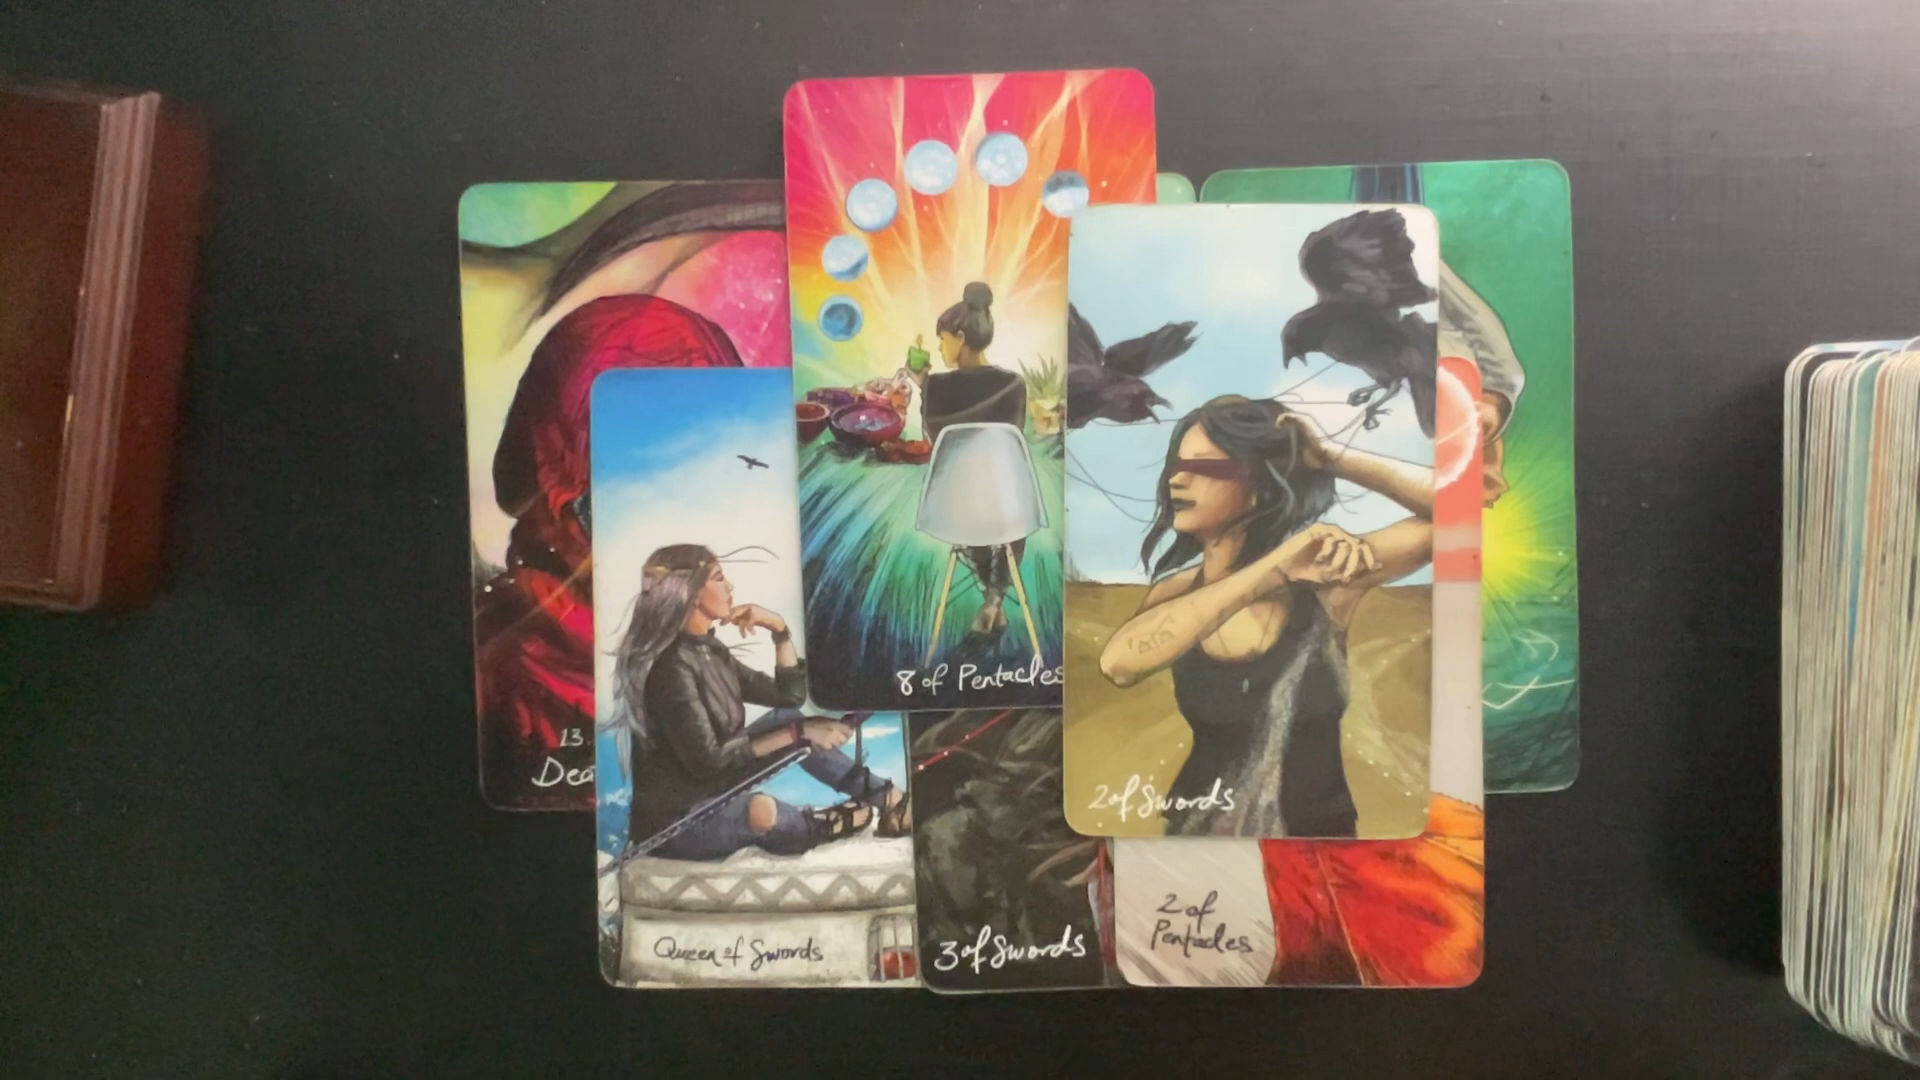 8 of Pentacles
13.
Dea
2 of Swords
Queen of Swords
3 of Swords
2 of
Pentacles